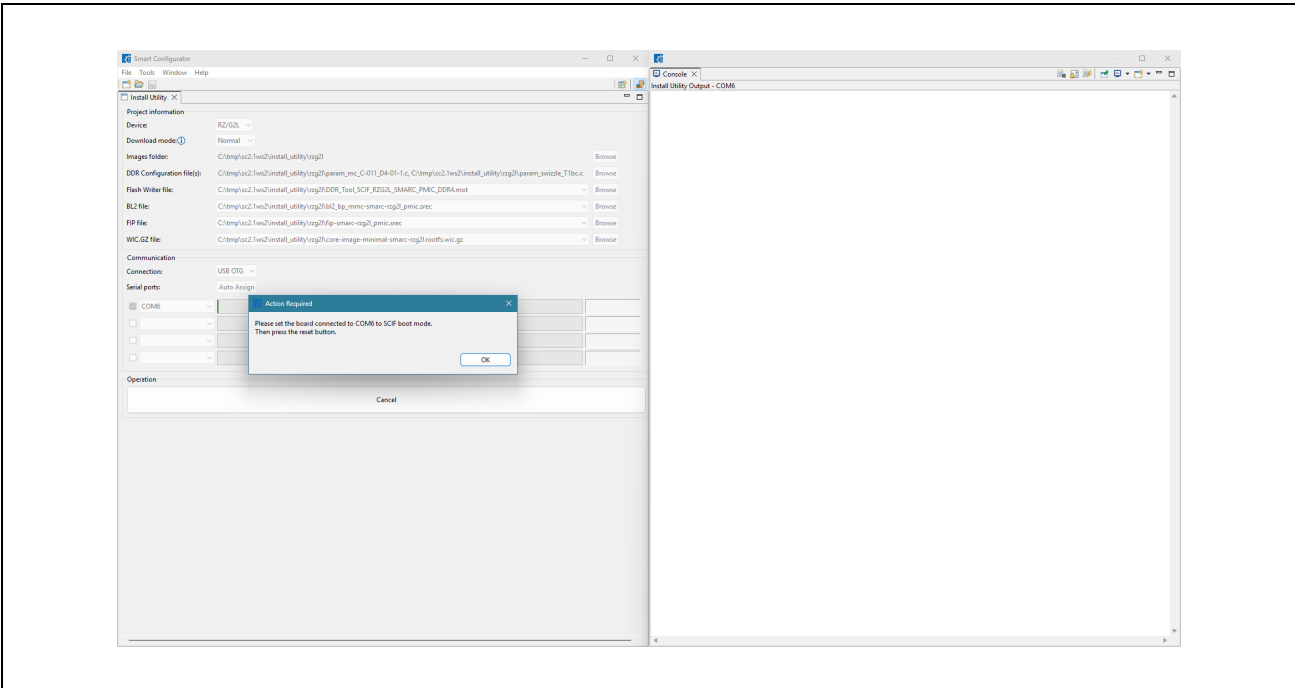 Smart Configurator
File Tools Window Help
Install Utility
Project information
Device: RZ/G2L
Download mode: Normal
Images folder: C:\tmp\sc2.1ws2\install_utility\rzg2l Browse
DDR Configuration file(s): C:\tmp\sc2.1ws2\install_utility\rzg2l\param_mc_C-011_D4-01-1.c, C:\tmp\sc2.1ws2\install_utility\rzg2l\param_swizzle_T1bc.c Browse
Flash Writer file: C:\tmp\sc2.1ws2\install_utility\rzg2l\DDR_Tool_SCIF_RZG2L_SMARC_PMIC_DDR4.mot Browse
BL2 file: C:\tmp\sc2.1ws2\install_utility\rzg2l\bl2_bp_mmc-smarc-rzg2l_pmic.srec Browse
FIP file: C:\tmp\sc2.1ws2\install_utility\rzg2l\fip-smarc-rzg2l_pmic.srec Browse
WIC.GZ file: C:\tmp\sc2.1ws2\install_utility\rzg2l\core-image-minimal-smarc-rzg2l.rootfs.wic.gz Browse
Communication
Connection: USB OTG
Serial ports: Auto Assign
COM6
Action Required
Please set the board connected to COM6 to SCIF boot mode.
Then press the reset button.
OK
Operation
Cancel
Console
Install Utility Output - COM6